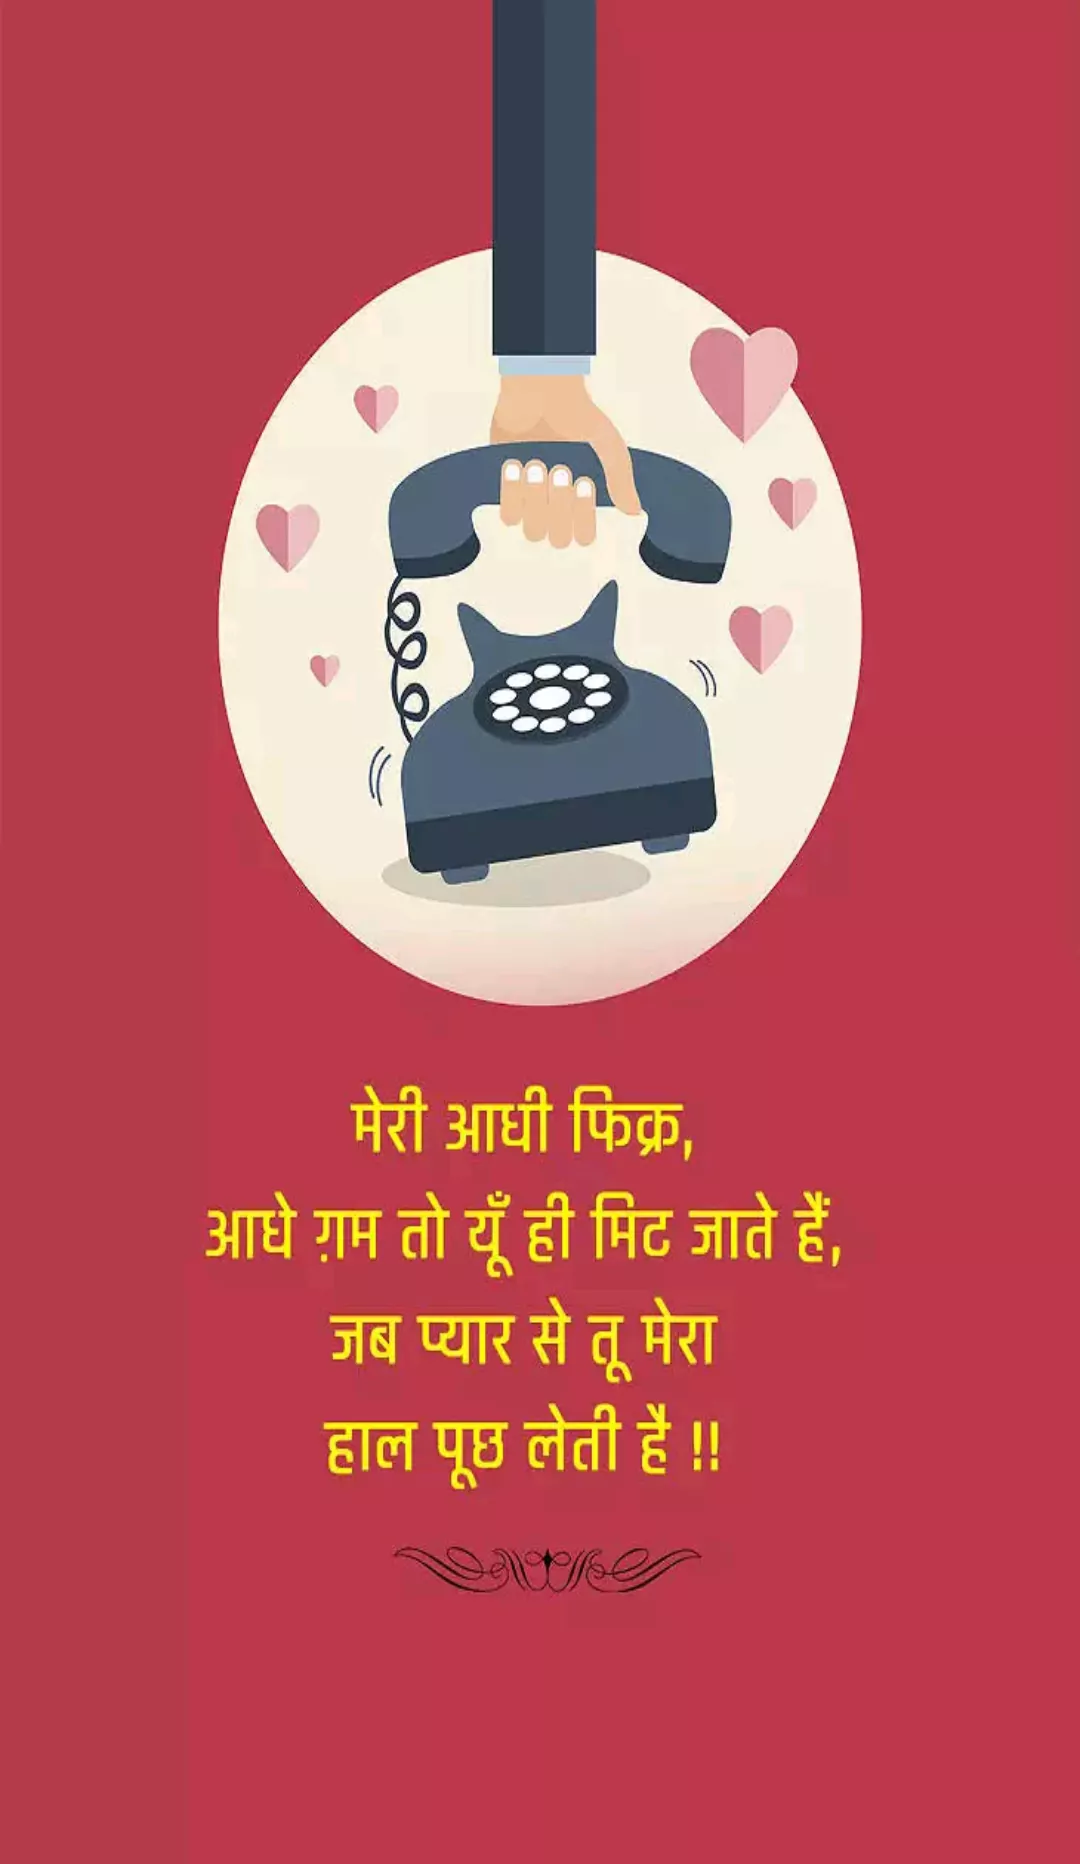 मेरी आधी फिक्र,
आधे ग़म तो यूँ ही मिट जाते हैं,
जब प्यार से तू मेरा
हाल पूछ लेती है !!